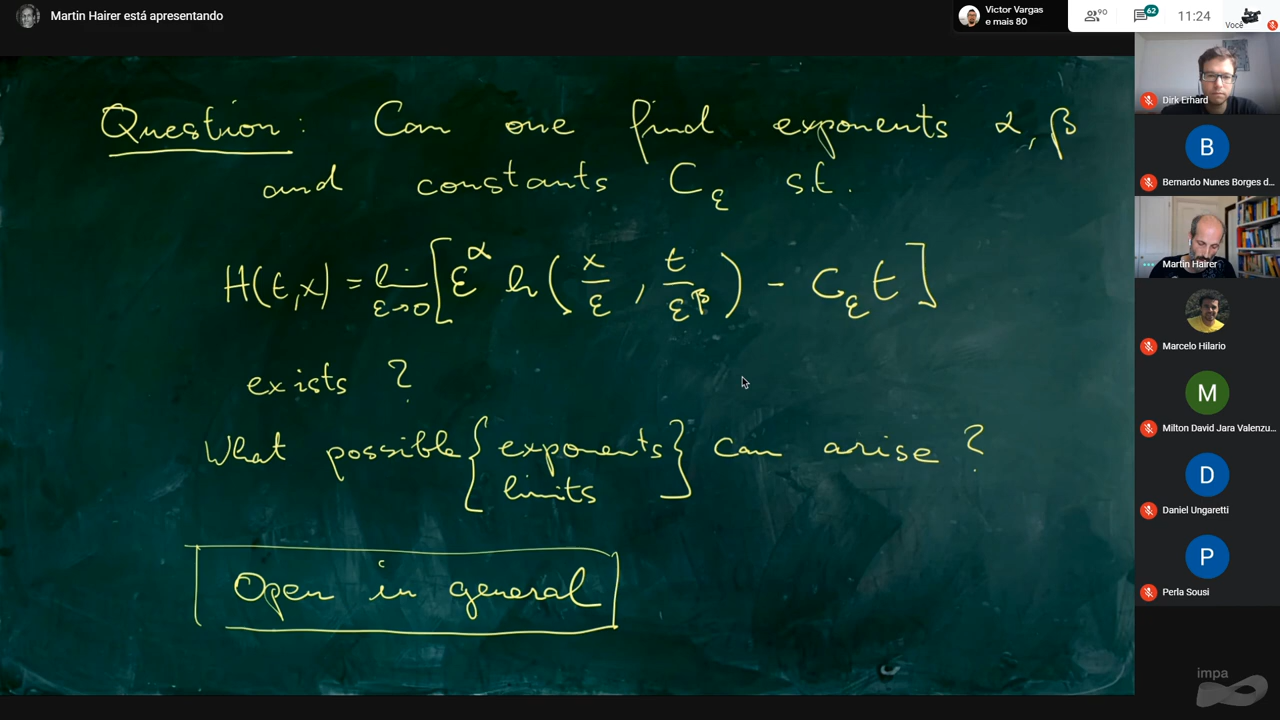 Martin Hairer está apresentando
Victor Vargas
e mais 80
90
62
11:24
Você
Question: Can one find exponents α, β
and constants C_ε s.t.
H(t,x) = lim_{ε→0} [ε^α h(x/ε, t/ε^β) - C_ε t]
exists ?
What possible {exponents
limits} can arise ?
Open in general
Dirk Erhard
B
Bernardo Nunes Borges d...
Martin Hairer
Marcelo Hilario
M
Milton David Jara Valenzu...
D
Daniel Ungaretti
P
Perla Sousi
impa